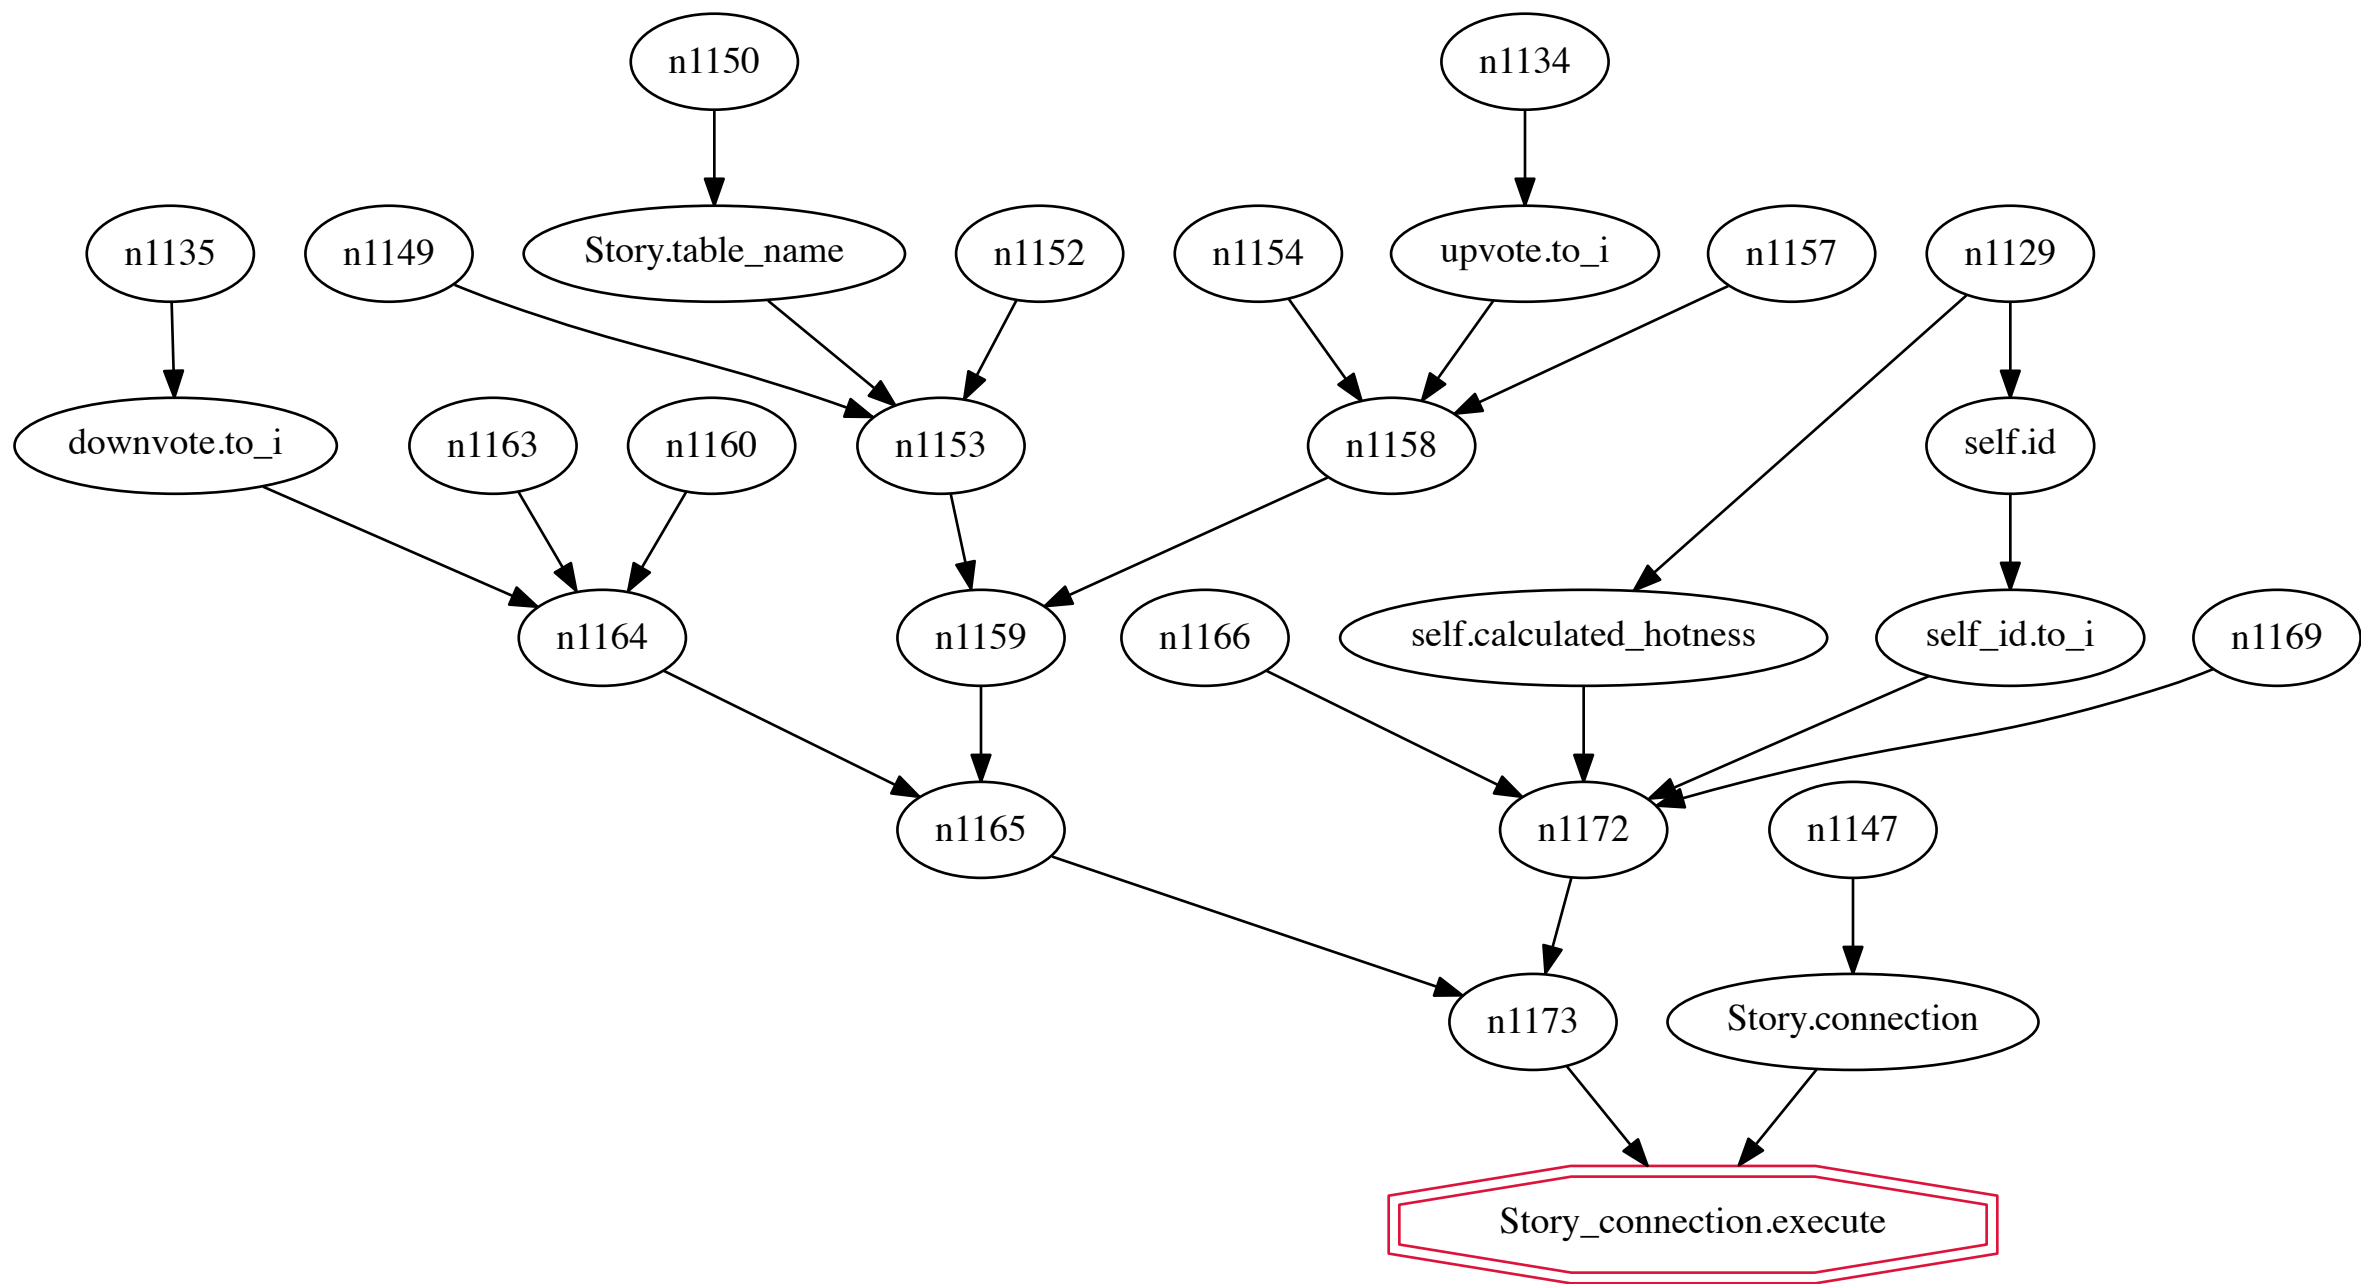 n1150
n1134
n1135
n1149
Story.table_name
n1152
n1154
upvote.to_i
n1157
n1129
downvote.to_i
n1163
n1160
n1153
n1158
self.id
n1164
n1159
n1166
self.calculated_hotness
self_id.to_i
n1169
n1165
n1172
n1147
n1173
Story.connection
Story_connection.execute